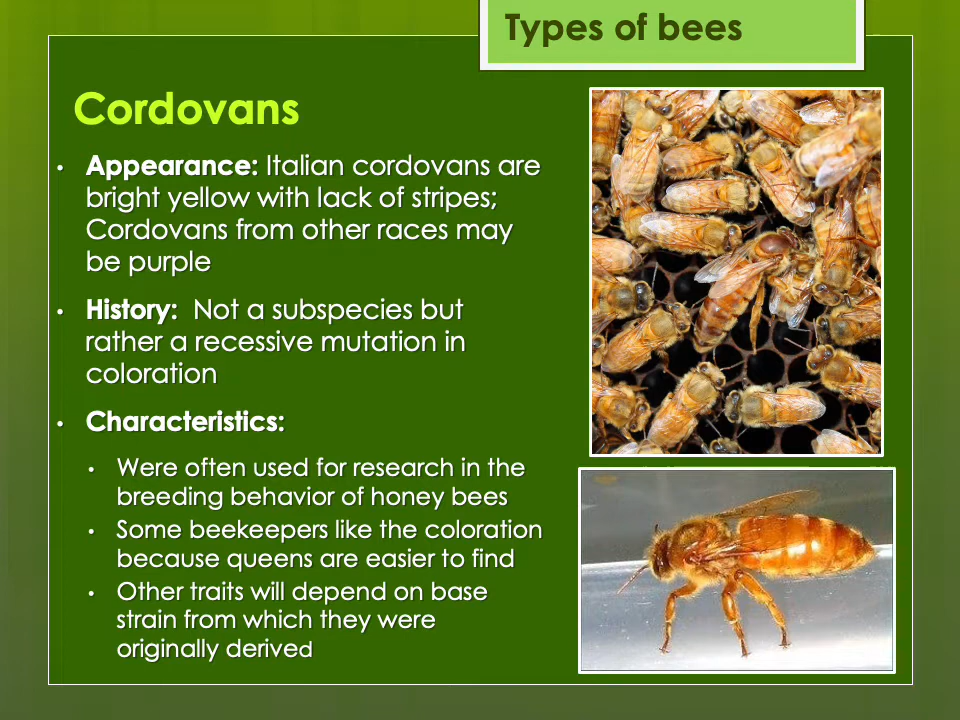 Types of bees
Cordovans
• Appearance: Italian cordovans are
bright yellow with lack of stripes;
Cordovans from other races may
be purple
• History: Not a subspecies but
rather a recessive mutation in
coloration
• Characteristics:
• Were often used for research in the
breeding behavior of honey bees
• Some beekeepers like the coloration
because queens are easier to find
• Other traits will depend on base
strain from which they were
originally derived